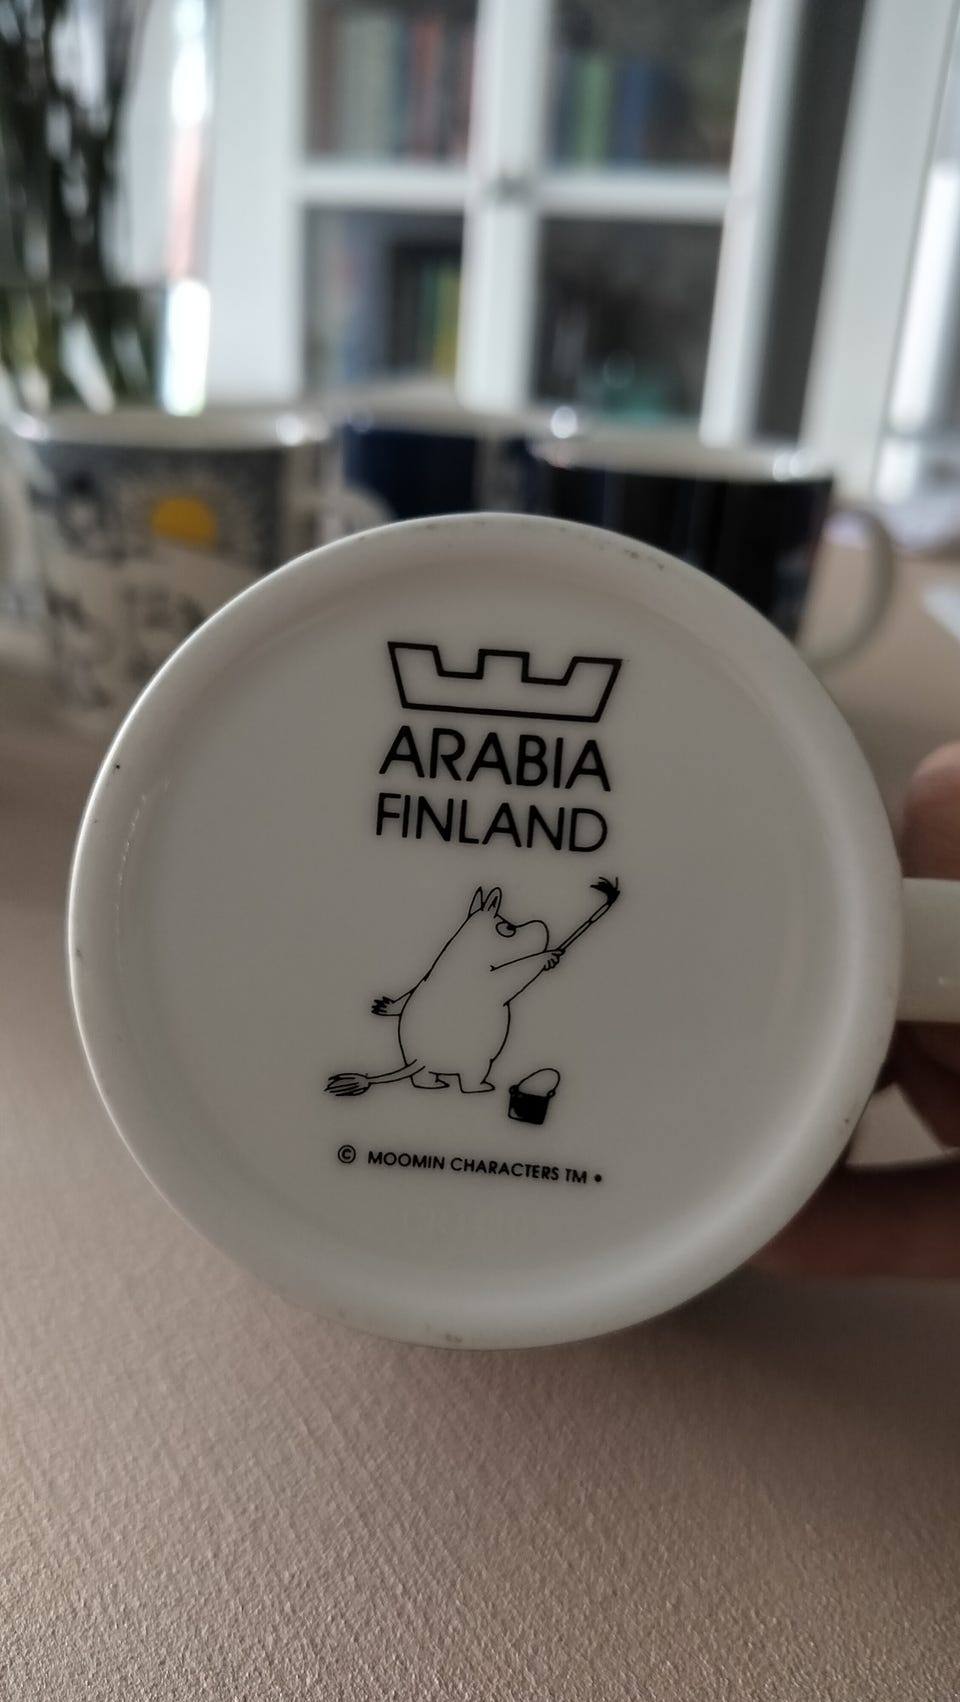 ARABIA
FINLAND
© MOOMIN CHARACTERS TM •